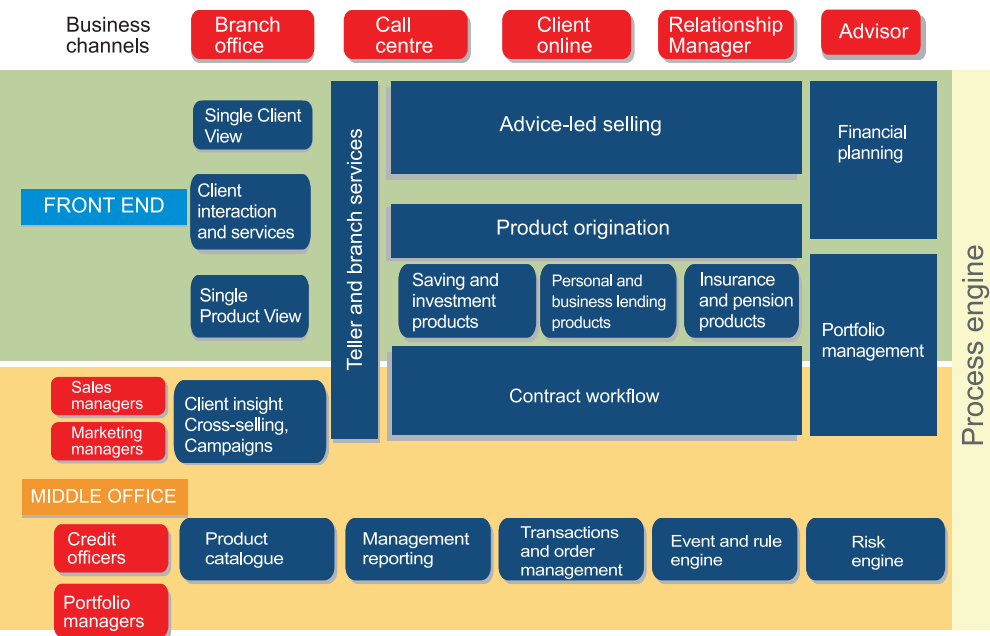 Business
channels
Branch
office
Call
centre
Client
online
Relationship
Manager
Advisor
Single Client
View
Teller and branch services
Advice-led selling
Financial
planning
FRONT END
Client
interaction
and services
Product origination
Single
Product View
Saving and
investment
products
Personal and
business lending
products
Insurance
and pension
products
Portfolio
management
Process engine
Sales
managers
Marketing
managers
Client insight
Cross-selling,
Campaigns
Contract workflow
MIDDLE OFFICE
Credit
officers
Product
catalogue
Management
reporting
Transactions
and order
management
Event and rule
engine
Risk
engine
Portfolio
managers